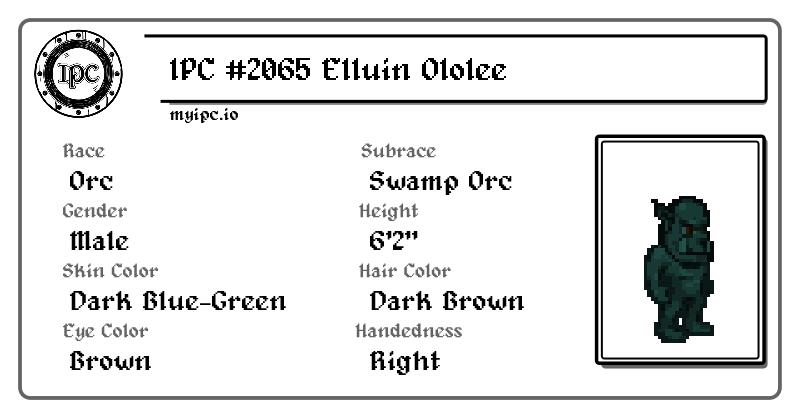 IPC
IPC #2065 Elluin Ololee
myipc.io
Race
Orc
Subrace
Swamp Orc
Gender
Male
Height
6'2"
Skin Color
Dark Blue-Green
Hair Color
Dark Brown
Eye Color
Brown
Handedness
Right